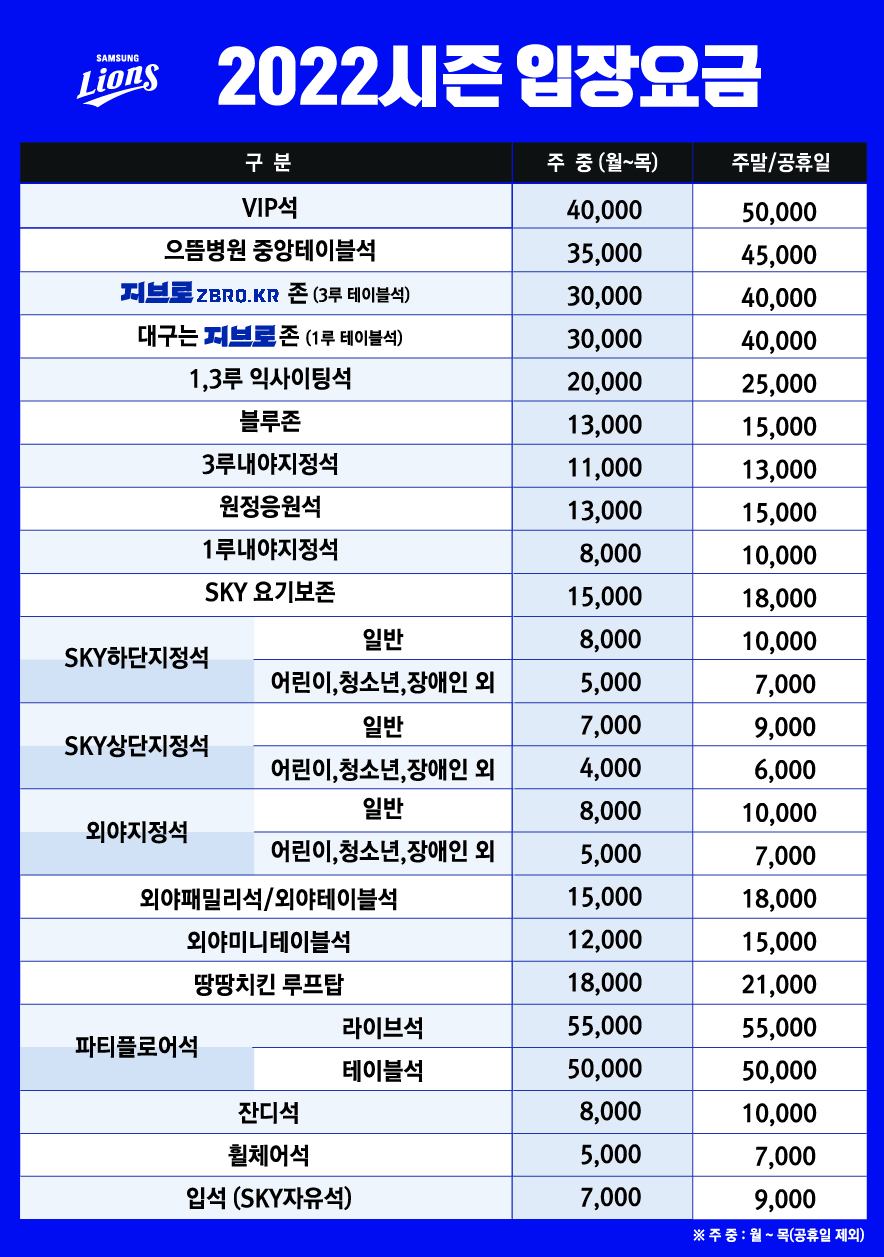 SAMSUNG
Lions
2022시즌 입장요금
구 분 주 중 (월~목) 주말/공휴일
VIP석 40,000 50,000
으뜸병원 중앙테이블석 35,000 45,000
지브로 ZBRO.KR 존 (3루 테이블석) 30,000 40,000
대구는 지브로존 (1루 테이블석) 30,000 40,000
1,3루 익사이팅석 20,000 25,000
블루존 13,000 15,000
3루내야지정석 11,000 13,000
원정응원석 13,000 15,000
1루내야지정석 8,000 10,000
SKY 요기보존 15,000 18,000
SKY하단지정석
일반 8,000 10,000
어린이,청소년,장애인 외 5,000 7,000
SKY상단지정석
일반 7,000 9,000
어린이,청소년,장애인 외 4,000 6,000
외야지정석
일반 8,000 10,000
어린이,청소년,장애인 외 5,000 7,000
외야패밀리석/외야테이블석 15,000 18,000
외야미니테이블석 12,000 15,000
땅땅치킨 루프탑 18,000 21,000
파티플로어석
라이브석 55,000 55,000
테이블석 50,000 50,000
잔디석 8,000 10,000
휠체어석 5,000 7,000
입석 (SKY자유석) 7,000 9,000
※ 주 중 : 월 ~ 목(공휴일 제외)